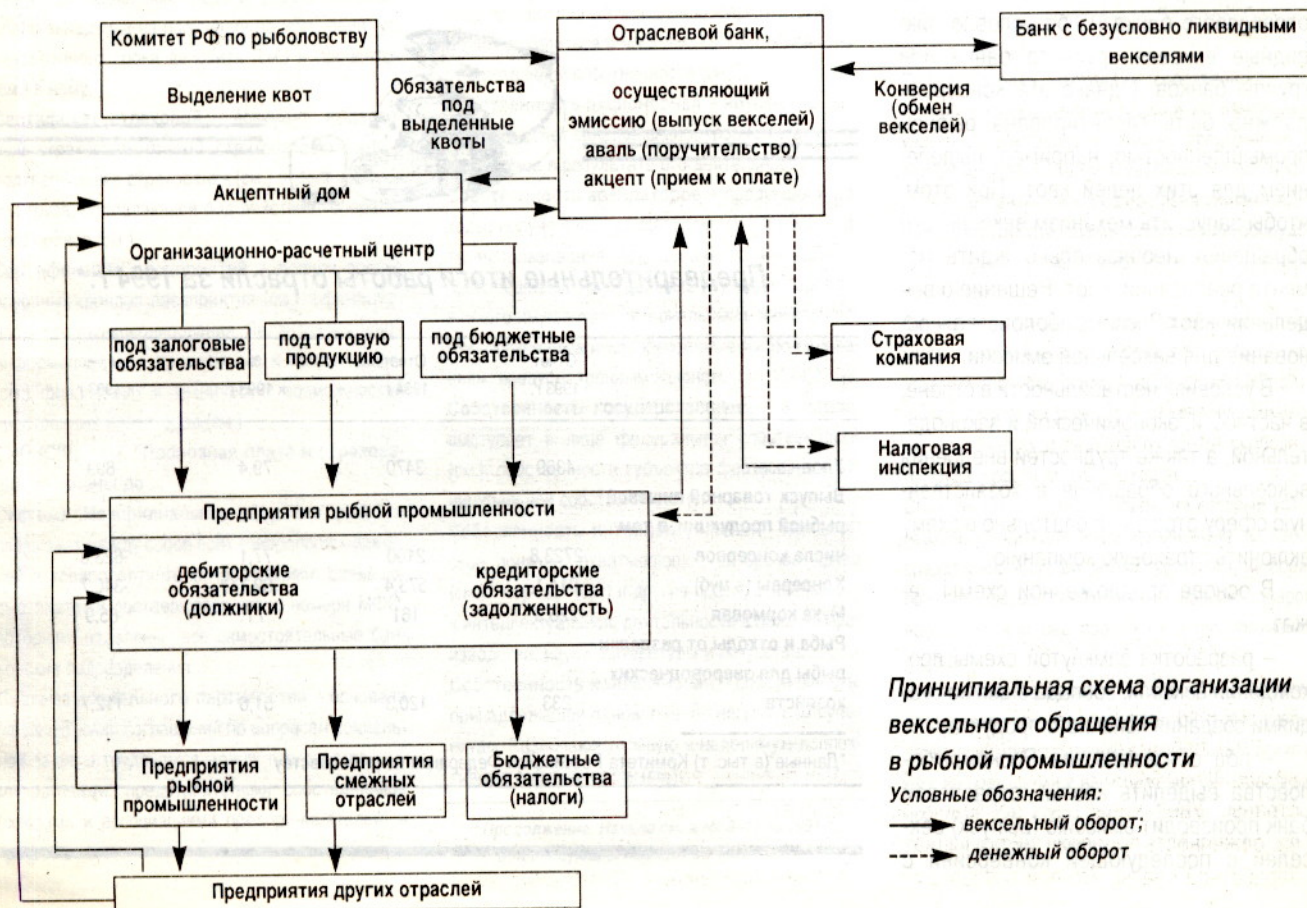 Комитет РФ по рыболовству
Выделение квот
Обязательства
под
выделенные
квоты
Отраслевой банк,
осуществляющий
эмиссию (выпуск векселей)
аваль (поручительство)
акцепт (прием к оплате)
Банк с безусловно ликвидными
векселями
Конверсия
(обмен
векселей)
Акцептный дом
Организационно-расчетный центр
под залоговые
обязательства
под готовую
продукцию
под бюджетные
обязательства
Страховая
компания
Налоговая
инспекция
Предприятия рыбной промышленности
дебиторские
обязательства
(должники)
кредиторские
обязательства
(задолженность)
Предприятия
рыбной
промышленности
Предприятия
смежных
отраслей
Бюджетные
обязательства
(налоги)
Предприятия других отраслей
Принципиальная схема организации
вексельного обращения
в рыбной промышленности
Условные обозначения:
вексельный оборот;
денежный оборот